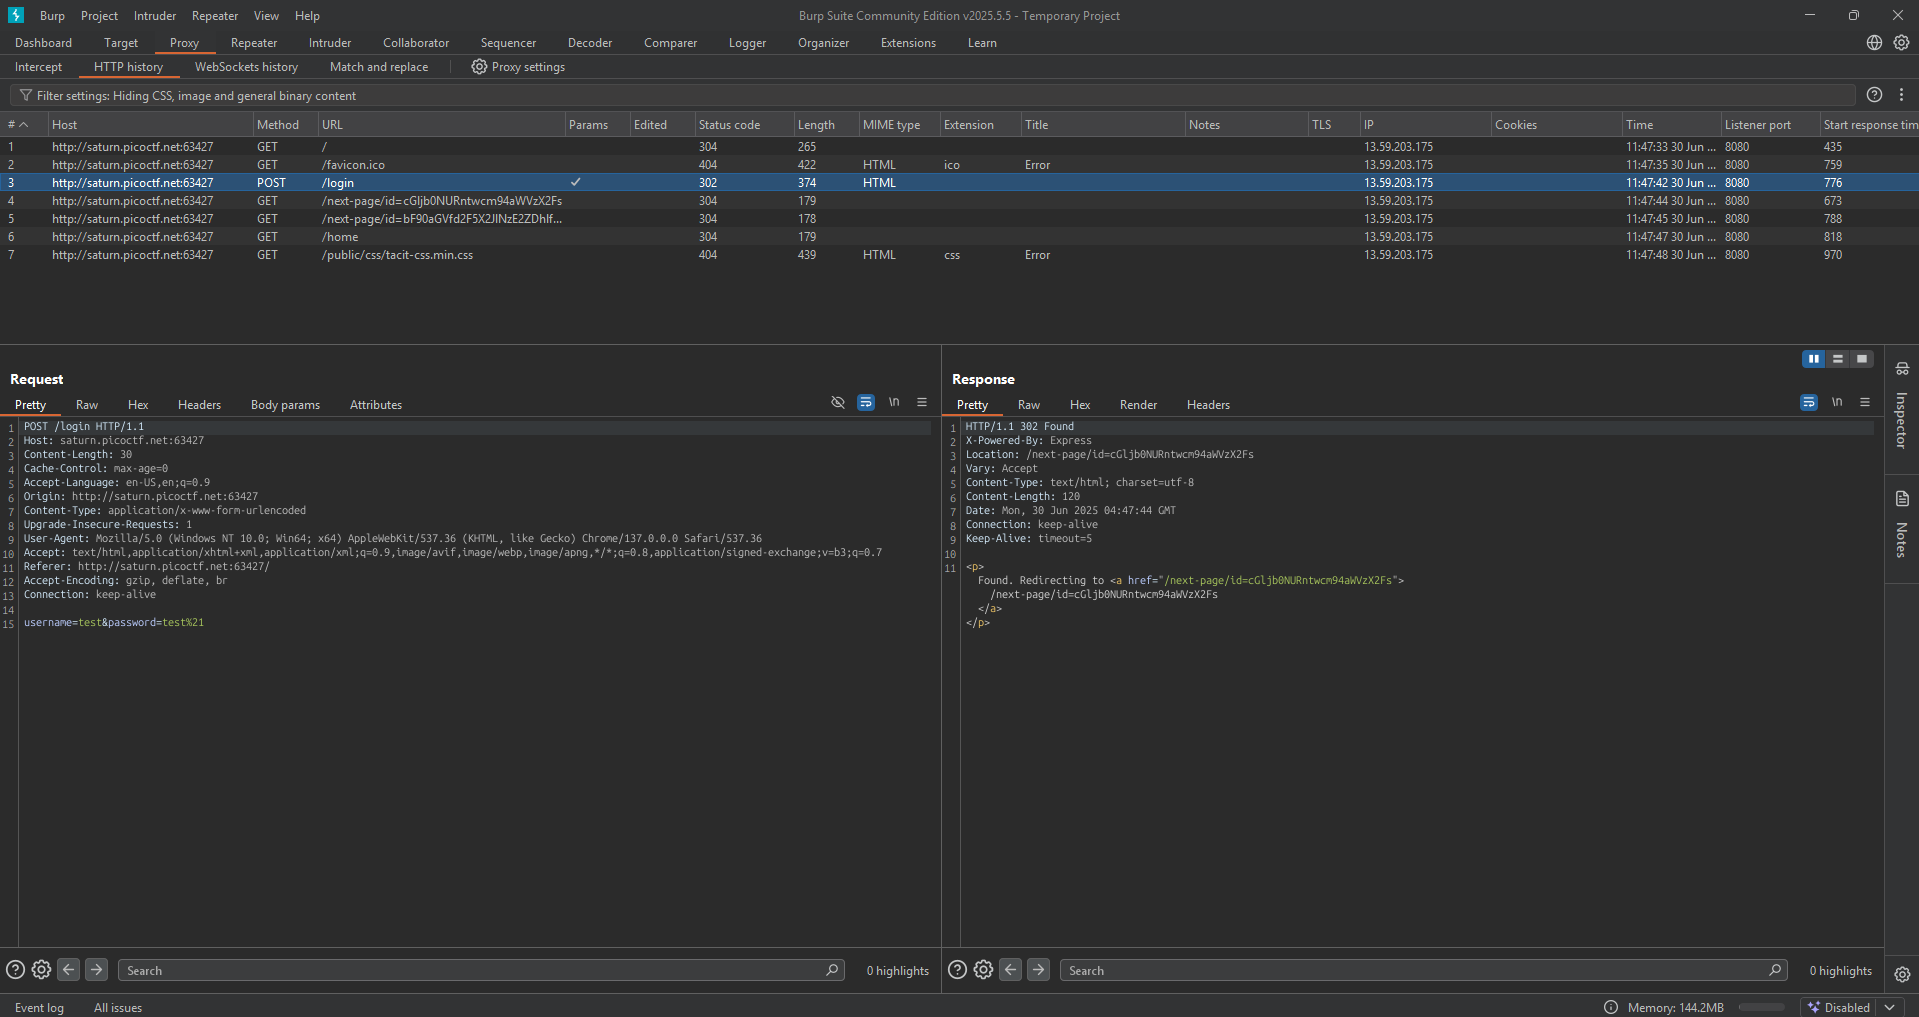 Burp Project Intruder Repeater View Help Burp Suite Community Edition v2025.5.5 - Temporary Project
Dashboard Target Proxy Repeater Intruder Collaborator Sequencer Decoder Comparer Logger Organizer Extensions Learn
Intercept HTTP history WebSockets history Match and replace Proxy settings
Filter settings: Hiding CSS, image and general binary content
# Host Method URL Params Edited Status code Length MIME type Extension Title Notes TLS IP Cookies Time Listener port Start response tim
1 http://saturn.picoctf.net:63427 GET / 304 265 13.59.203.175 11:47:33 30 Jun ... 8080 435
2 http://saturn.picoctf.net:63427 GET /favicon.ico 404 422 HTML ico Error 13.59.203.175 11:47:35 30 Jun ... 8080 759
3 http://saturn.picoctf.net:63427 POST /login ✓ 302 374 HTML 13.59.203.175 11:47:42 30 Jun ... 8080 776
4 http://saturn.picoctf.net:63427 GET /next-page/id=cGljb0NURntwcm94aWVzX2Fs 304 179 13.59.203.175 11:47:44 30 Jun ... 8080 673
5 http://saturn.picoctf.net:63427 GET /next-page/id=bF90aGVfd2F5X2JlNzE2ZDhlf... 304 178 13.59.203.175 11:47:45 30 Jun ... 8080 788
6 http://saturn.picoctf.net:63427 GET /home 304 179 13.59.203.175 11:47:47 30 Jun ... 8080 818
7 http://saturn.picoctf.net:63427 GET /public/css/tacit-css.min.css 404 439 HTML css Error 13.59.203.175 11:47:48 30 Jun ... 8080 970
Request
Pretty Raw Hex Headers Body params Attributes \n
1 POST /login HTTP/1.1
2 Host: saturn.picoctf.net:63427
3 Content-Length: 30
4 Cache-Control: max-age=0
5 Accept-Language: en-US,en;q=0.9
6 Origin: http://saturn.picoctf.net:63427
7 Content-Type: application/x-www-form-urlencoded
8 Upgrade-Insecure-Requests: 1
9 User-Agent: Mozilla/5.0 (Windows NT 10.0; Win64; x64) AppleWebKit/537.36 (KHTML, like Gecko) Chrome/137.0.0.0 Safari/537.36
10 Accept: text/html,application/xhtml+xml,application/xml;q=0.9,image/avif,image/webp,image/apng,*/*;q=0.8,application/signed-exchange;v=b3;q=0.7
11 Referer: http://saturn.picoctf.net:63427/
12 Accept-Encoding: gzip, deflate, br
13 Connection: keep-alive
14
15 username=test&password=test%21
Search 0 highlights
Response
Pretty Raw Hex Render Headers \n
1 HTTP/1.1 302 Found
2 X-Powered-By: Express
3 Location: /next-page/id=cGljb0NURntwcm94aWVzX2Fs
4 Vary: Accept
5 Content-Type: text/html; charset=utf-8
6 Content-Length: 120
7 Date: Mon, 30 Jun 2025 04:47:44 GMT
8 Connection: keep-alive
9 Keep-Alive: timeout=5
10
11 <p>
Found. Redirecting to <a href="/next-page/id=cGljb0NURntwcm94aWVzX2Fs">
/next-page/id=cGljb0NURntwcm94aWVzX2Fs
</a>
</p>
Search 0 highlights
Inspector
Notes
Event log All issues Memory: 144.2MB Disabled